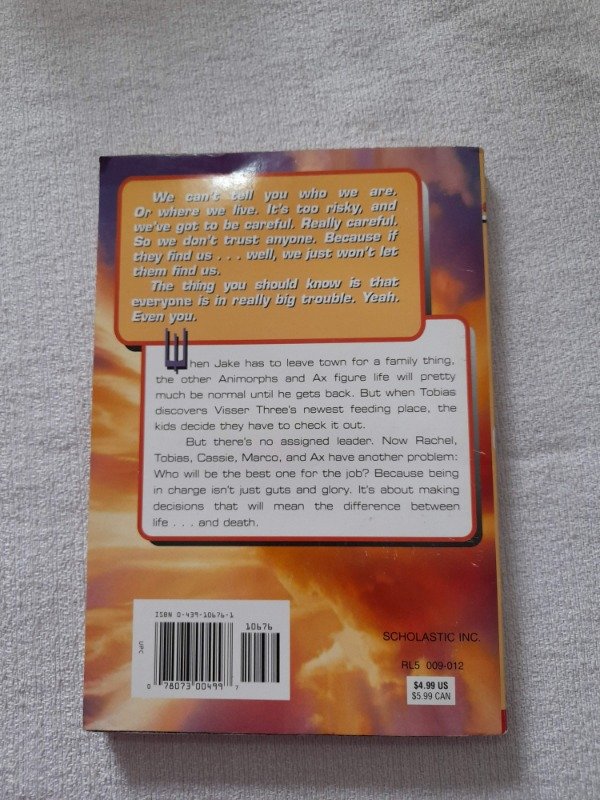 We can't tell you who we are.
Or where we live. It's too risky, and
we've got to be careful. Really careful.
So we don't trust anyone. Because if
they find us . . . well, we just won't let
them find us.
The thing you should know is that
everyone is in really big trouble. Yeah.
Even you.
When Jake has to leave town for a family thing,
the other Animorphs and Ax figure life will pretty
much be normal until he gets back. But when Tobias
discovers Visser Three's newest feeding place, the
kids decide they have to check it out.
But there's no assigned leader. Now Rachel,
Tobias, Cassie, Marco, and Ax have another problem:
Who will be the best one for the job? Because being
in charge isn't just guts and glory. It's about making
decisions that will mean the difference between
life . . . and death.
ISBN 0-439-10676-1
10676
UPC
0 78073 00499 7
SCHOLASTIC INC.
RL5 009-012
$4.99 US
$5.99 CAN